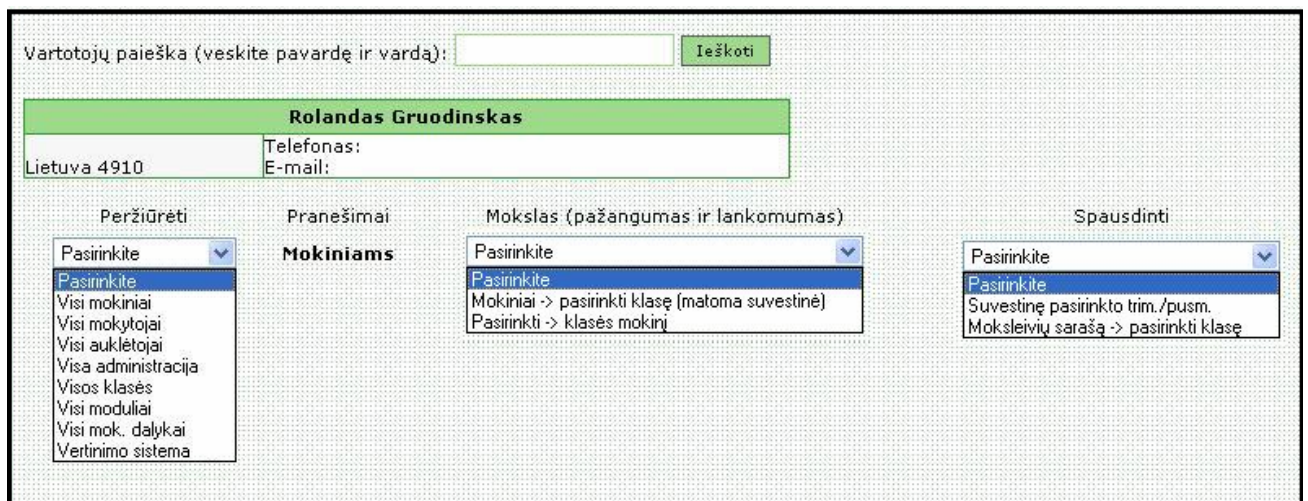 Vartotojų paieška (veskite pavardę ir vardą): Ieškoti
Rolandas Gruodinskas
Telefonas:
Lietuva 4910 E-mail:
Peržiūrėti Pranešimai Mokslas (pažangumas ir lankomumas) Spausdinti
Pasirinkite Mokiniams Pasirinkite Pasirinkite
Pasirinkite
Visi mokiniai
Visi mokytojai
Visi auklėtojai
Visa administracija
Visos klasės
Visi moduliai
Visi mok. dalykai
Vertinimo sistema
Pasirinkite
Mokiniai -> pasirinkti klasę (matoma suvestinė)
Pasirinkti -> klasės mokinį
Pasirinkite
Suvestinę pasirinkto trim./pusm.
Moksleivių sarašą -> pasirinkti klasę